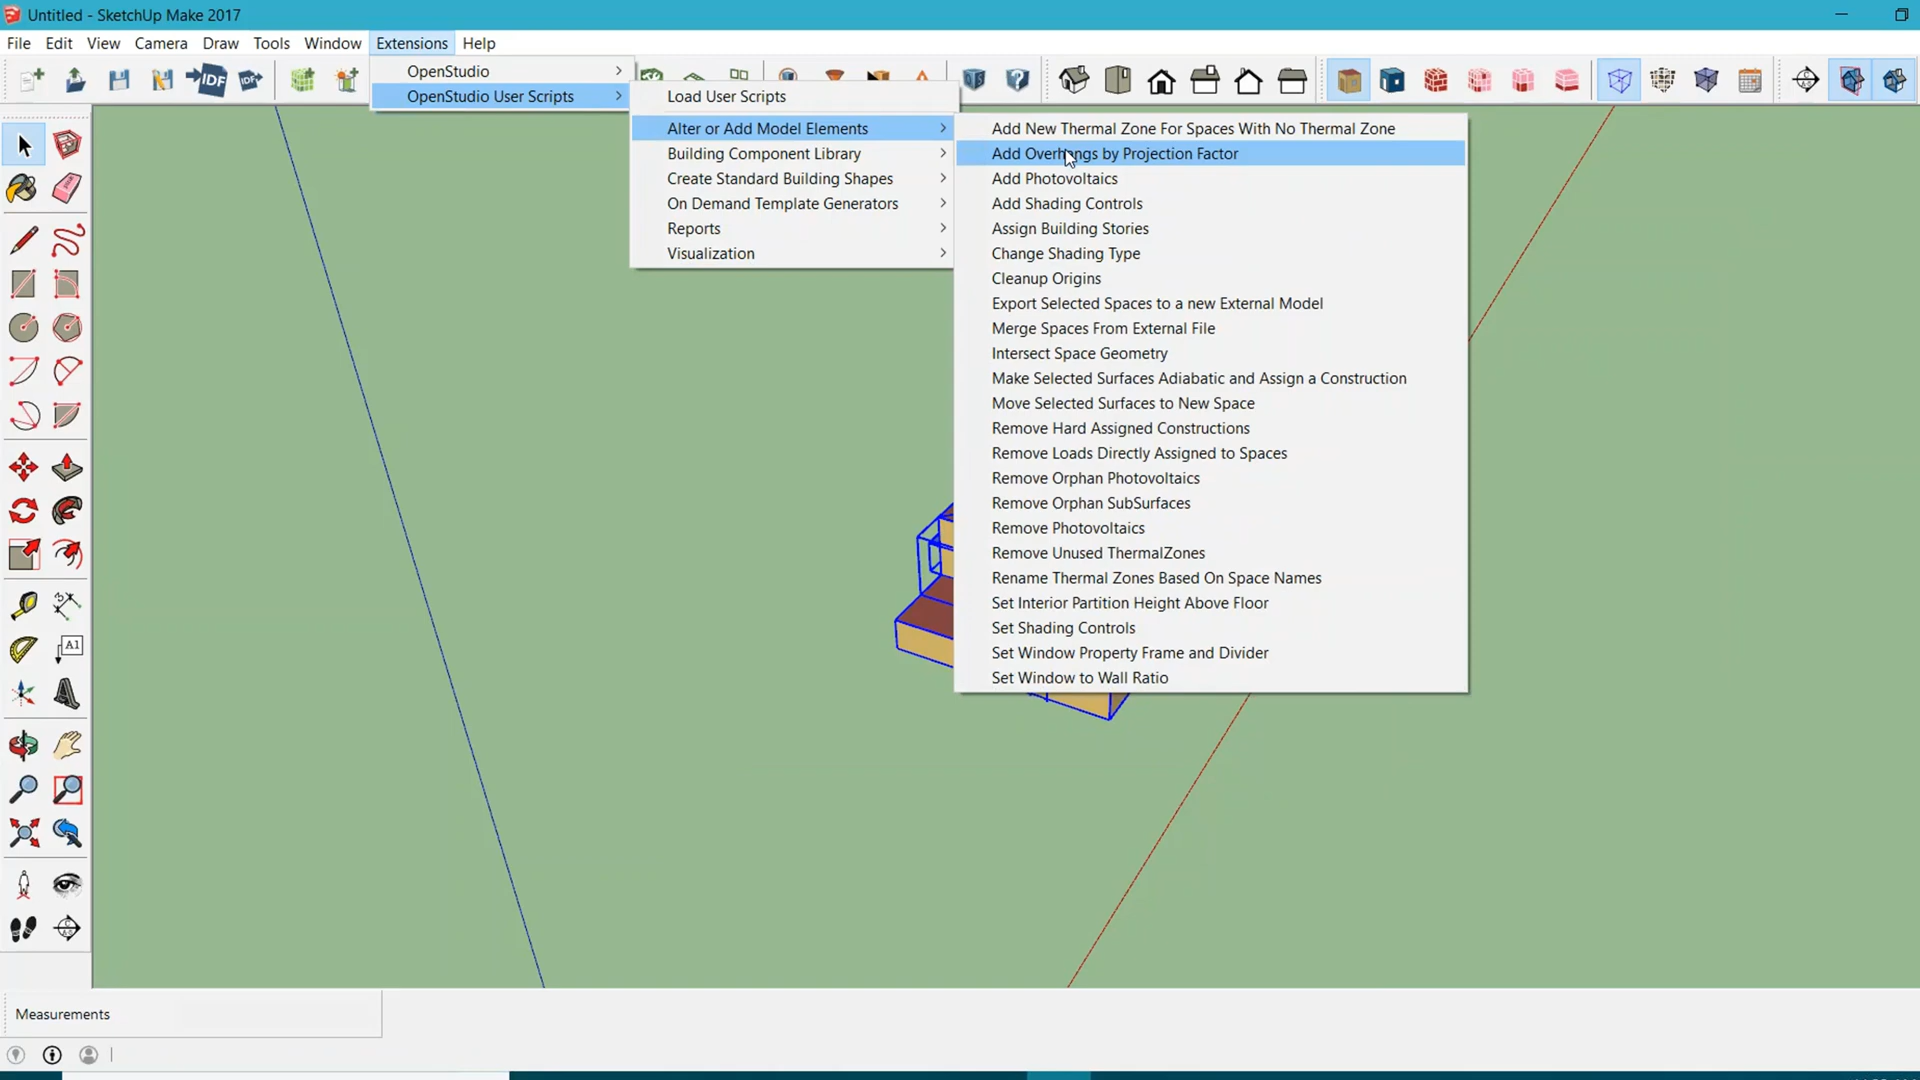 Untitled - SketchUp Make 2017
File Edit View Camera Draw Tools Window Extensions Help
IDF IDF
OpenStudio
OpenStudio User Scripts
Load User Scripts
Alter or Add Model Elements
Building Component Library
Create Standard Building Shapes
On Demand Template Generators
Reports
Visualization
Add New Thermal Zone For Spaces With No Thermal Zone
Add Overhangs by Projection Factor
Add Photovoltaics
Add Shading Controls
Assign Building Stories
Change Shading Type
Cleanup Origins
Export Selected Spaces to a new External Model
Merge Spaces From External File
Intersect Space Geometry
Make Selected Surfaces Adiabatic and Assign a Construction
Move Selected Surfaces to New Space
Remove Hard Assigned Constructions
Remove Loads Directly Assigned to Spaces
Remove Orphan Photovoltaics
Remove Orphan SubSurfaces
Remove Photovoltaics
Remove Unused ThermalZones
Rename Thermal Zones Based On Space Names
Set Interior Partition Height Above Floor
Set Shading Controls
Set Window Property Frame and Divider
Set Window to Wall Ratio
A1
Measurements